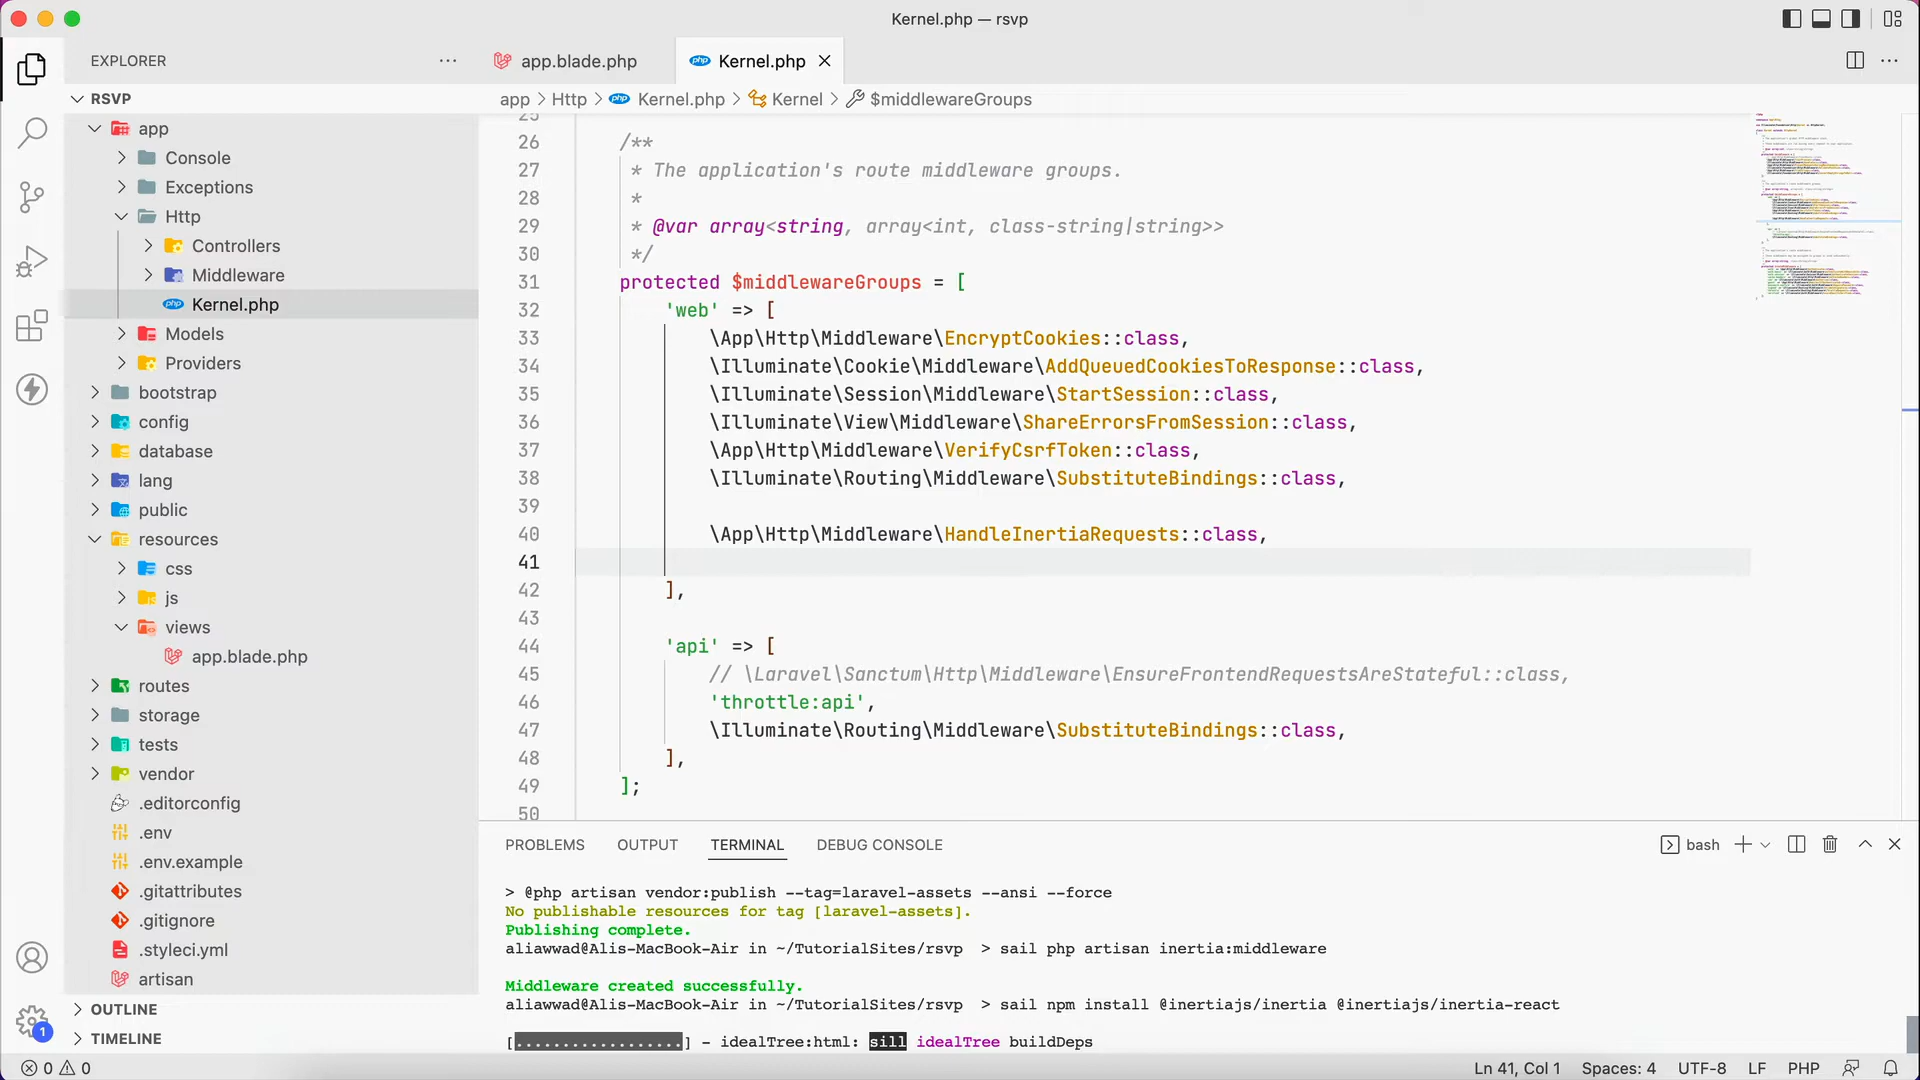 Kernel.php — rsvp
EXPLORER
RSVP
app
Console
Exceptions
Http
Controllers
Middleware
Kernel.php
Models
Providers
bootstrap
config
database
lang
public
resources
css
js
views
app.blade.php
routes
storage
tests
vendor
.editorconfig
.env
.env.example
.gitattributes
.gitignore
.styleci.yml
artisan
OUTLINE
TIMELINE
1
app.blade.php
php Kernel.php
app > Http > php Kernel.php > Kernel > $middlewareGroups
25
26 /**
27 * The application's route middleware groups.
28 *
29 * @var array<string, array<int, class-string|string>>
30 */
31 protected $middlewareGroups = [
32 'web' => [
33 \App\Http\Middleware\EncryptCookies::class,
34 \Illuminate\Cookie\Middleware\AddQueuedCookiesToResponse::class,
35 \Illuminate\Session\Middleware\StartSession::class,
36 \Illuminate\View\Middleware\ShareErrorsFromSession::class,
37 \App\Http\Middleware\VerifyCsrfToken::class,
38 \Illuminate\Routing\Middleware\SubstituteBindings::class,
39
40 \App\Http\Middleware\HandleInertiaRequests::class,
41
42 ],
43
44 'api' => [
45 // \Laravel\Sanctum\Http\Middleware\EnsureFrontendRequestsAreStateful::class,
46 'throttle:api',
47 \Illuminate\Routing\Middleware\SubstituteBindings::class,
48 ],
49 ];
50
PROBLEMS OUTPUT TERMINAL DEBUG CONSOLE
bash
> @php artisan vendor:publish --tag=laravel-assets --ansi --force
No publishable resources for tag [laravel-assets].
Publishing complete.
aliawwad@Alis-MacBook-Air in ~/TutorialSites/rsvp > sail php artisan inertia:middleware
Middleware created successfully.
aliawwad@Alis-MacBook-Air in ~/TutorialSites/rsvp > sail npm install @inertiajs/inertia @inertiajs/inertia-react
[..................] - idealTree:html: sill idealTree buildDeps
0 0
Ln 41, Col 1 Spaces: 4 UTF-8 LF PHP